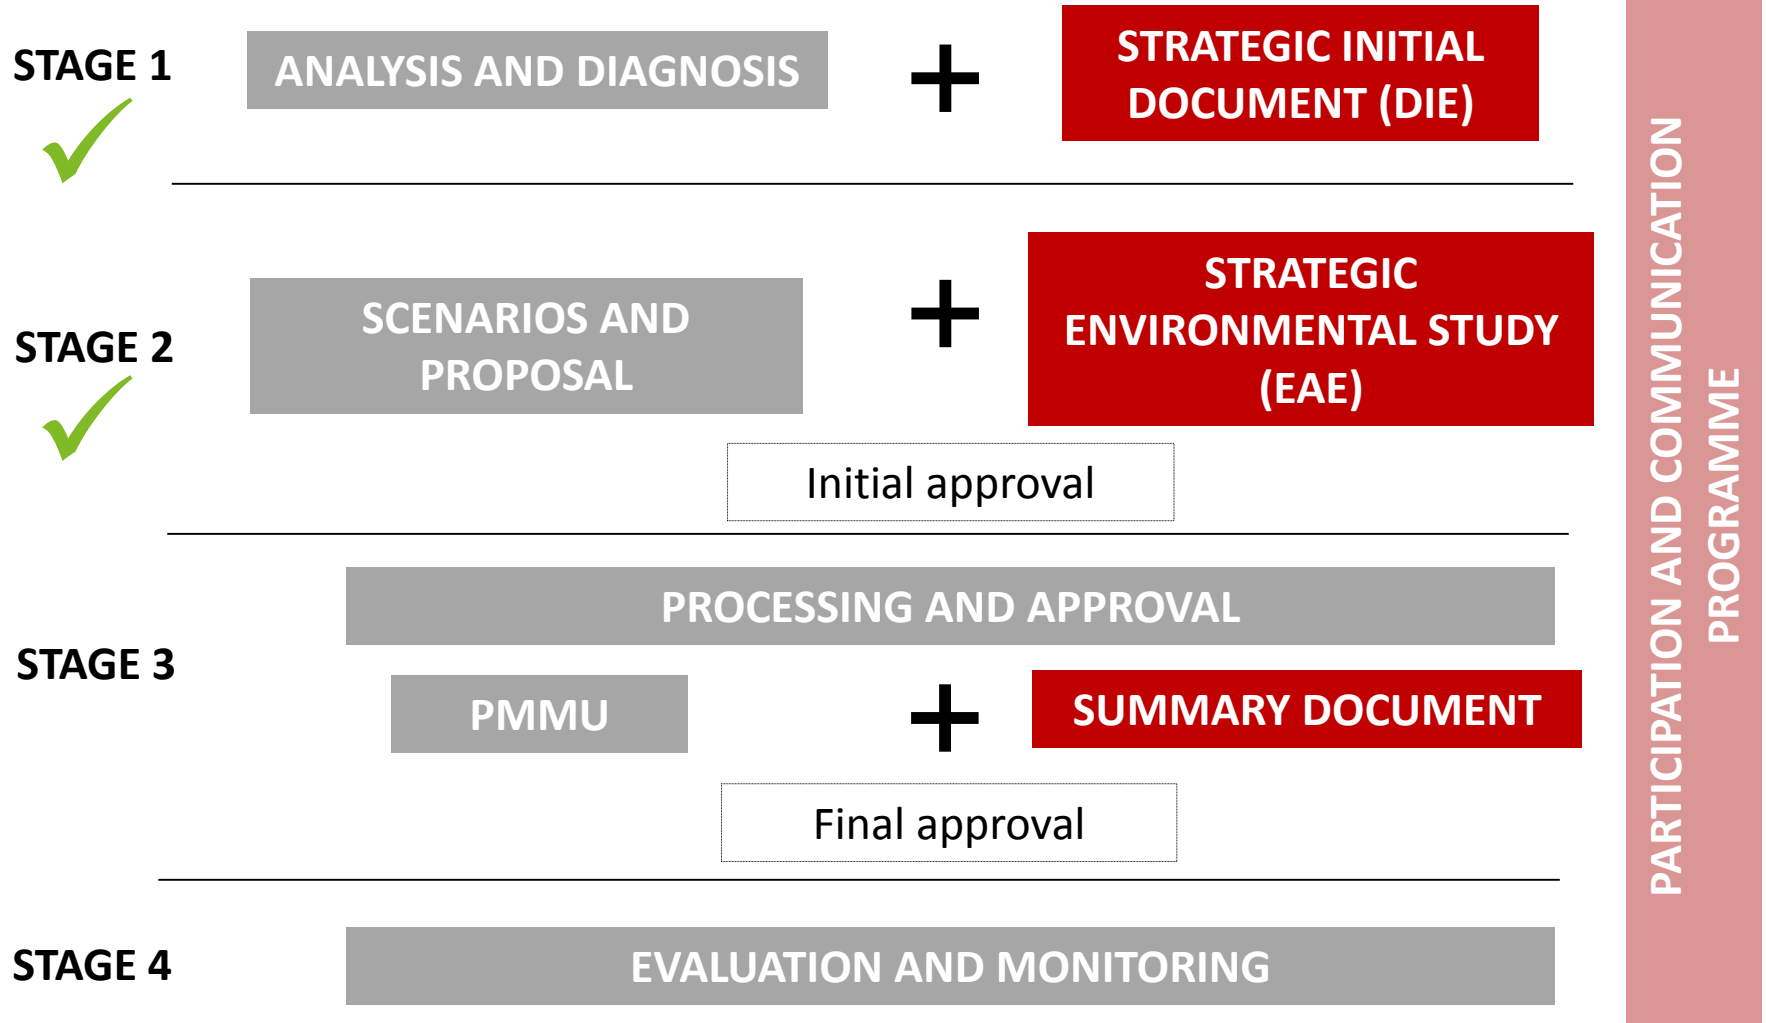 STAGE 1
ANALYSIS AND DIAGNOSIS
+
STRATEGIC INITIAL
DOCUMENT (DIE)
STAGE 2
SCENARIOS AND
PROPOSAL
+
STRATEGIC
ENVIRONMENTAL STUDY
(EAE)
Initial approval
STAGE 3
PROCESSING AND APPROVAL
PMMU
+
SUMMARY DOCUMENT
Final approval
STAGE 4
EVALUATION AND MONITORING
PARTICIPATION AND COMMUNICATION
PROGRAMME